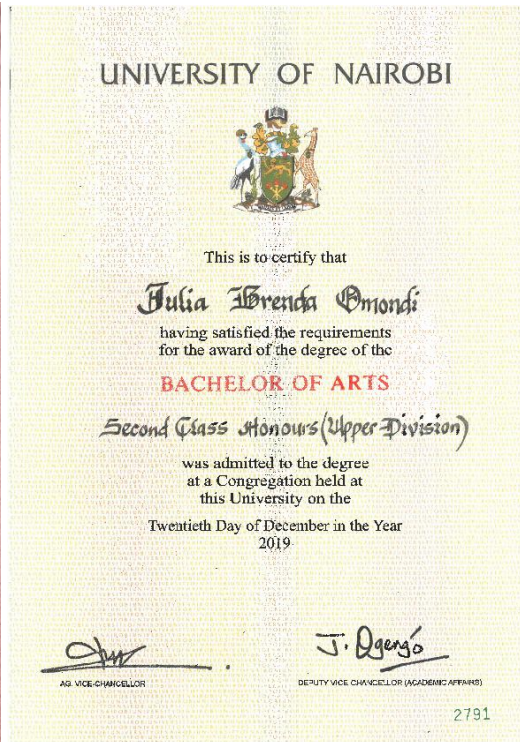 UNIVERSITY OF NAIROBI
This is to certify that
Julia Brenda Omondi
having satisfied the requirements
for the award of the degree of the
BACHELOR OF ARTS
Second Class Honours (Upper Division)
was admitted to the degree
at a Congregation held at
this University on the
Twentieth Day of December in the Year
2019
J. Ogeng'o
AG. VICE-CHANCELLOR
DEPUTY VICE CHANCELLOR (ACADEMIC AFFAIRS)
2791